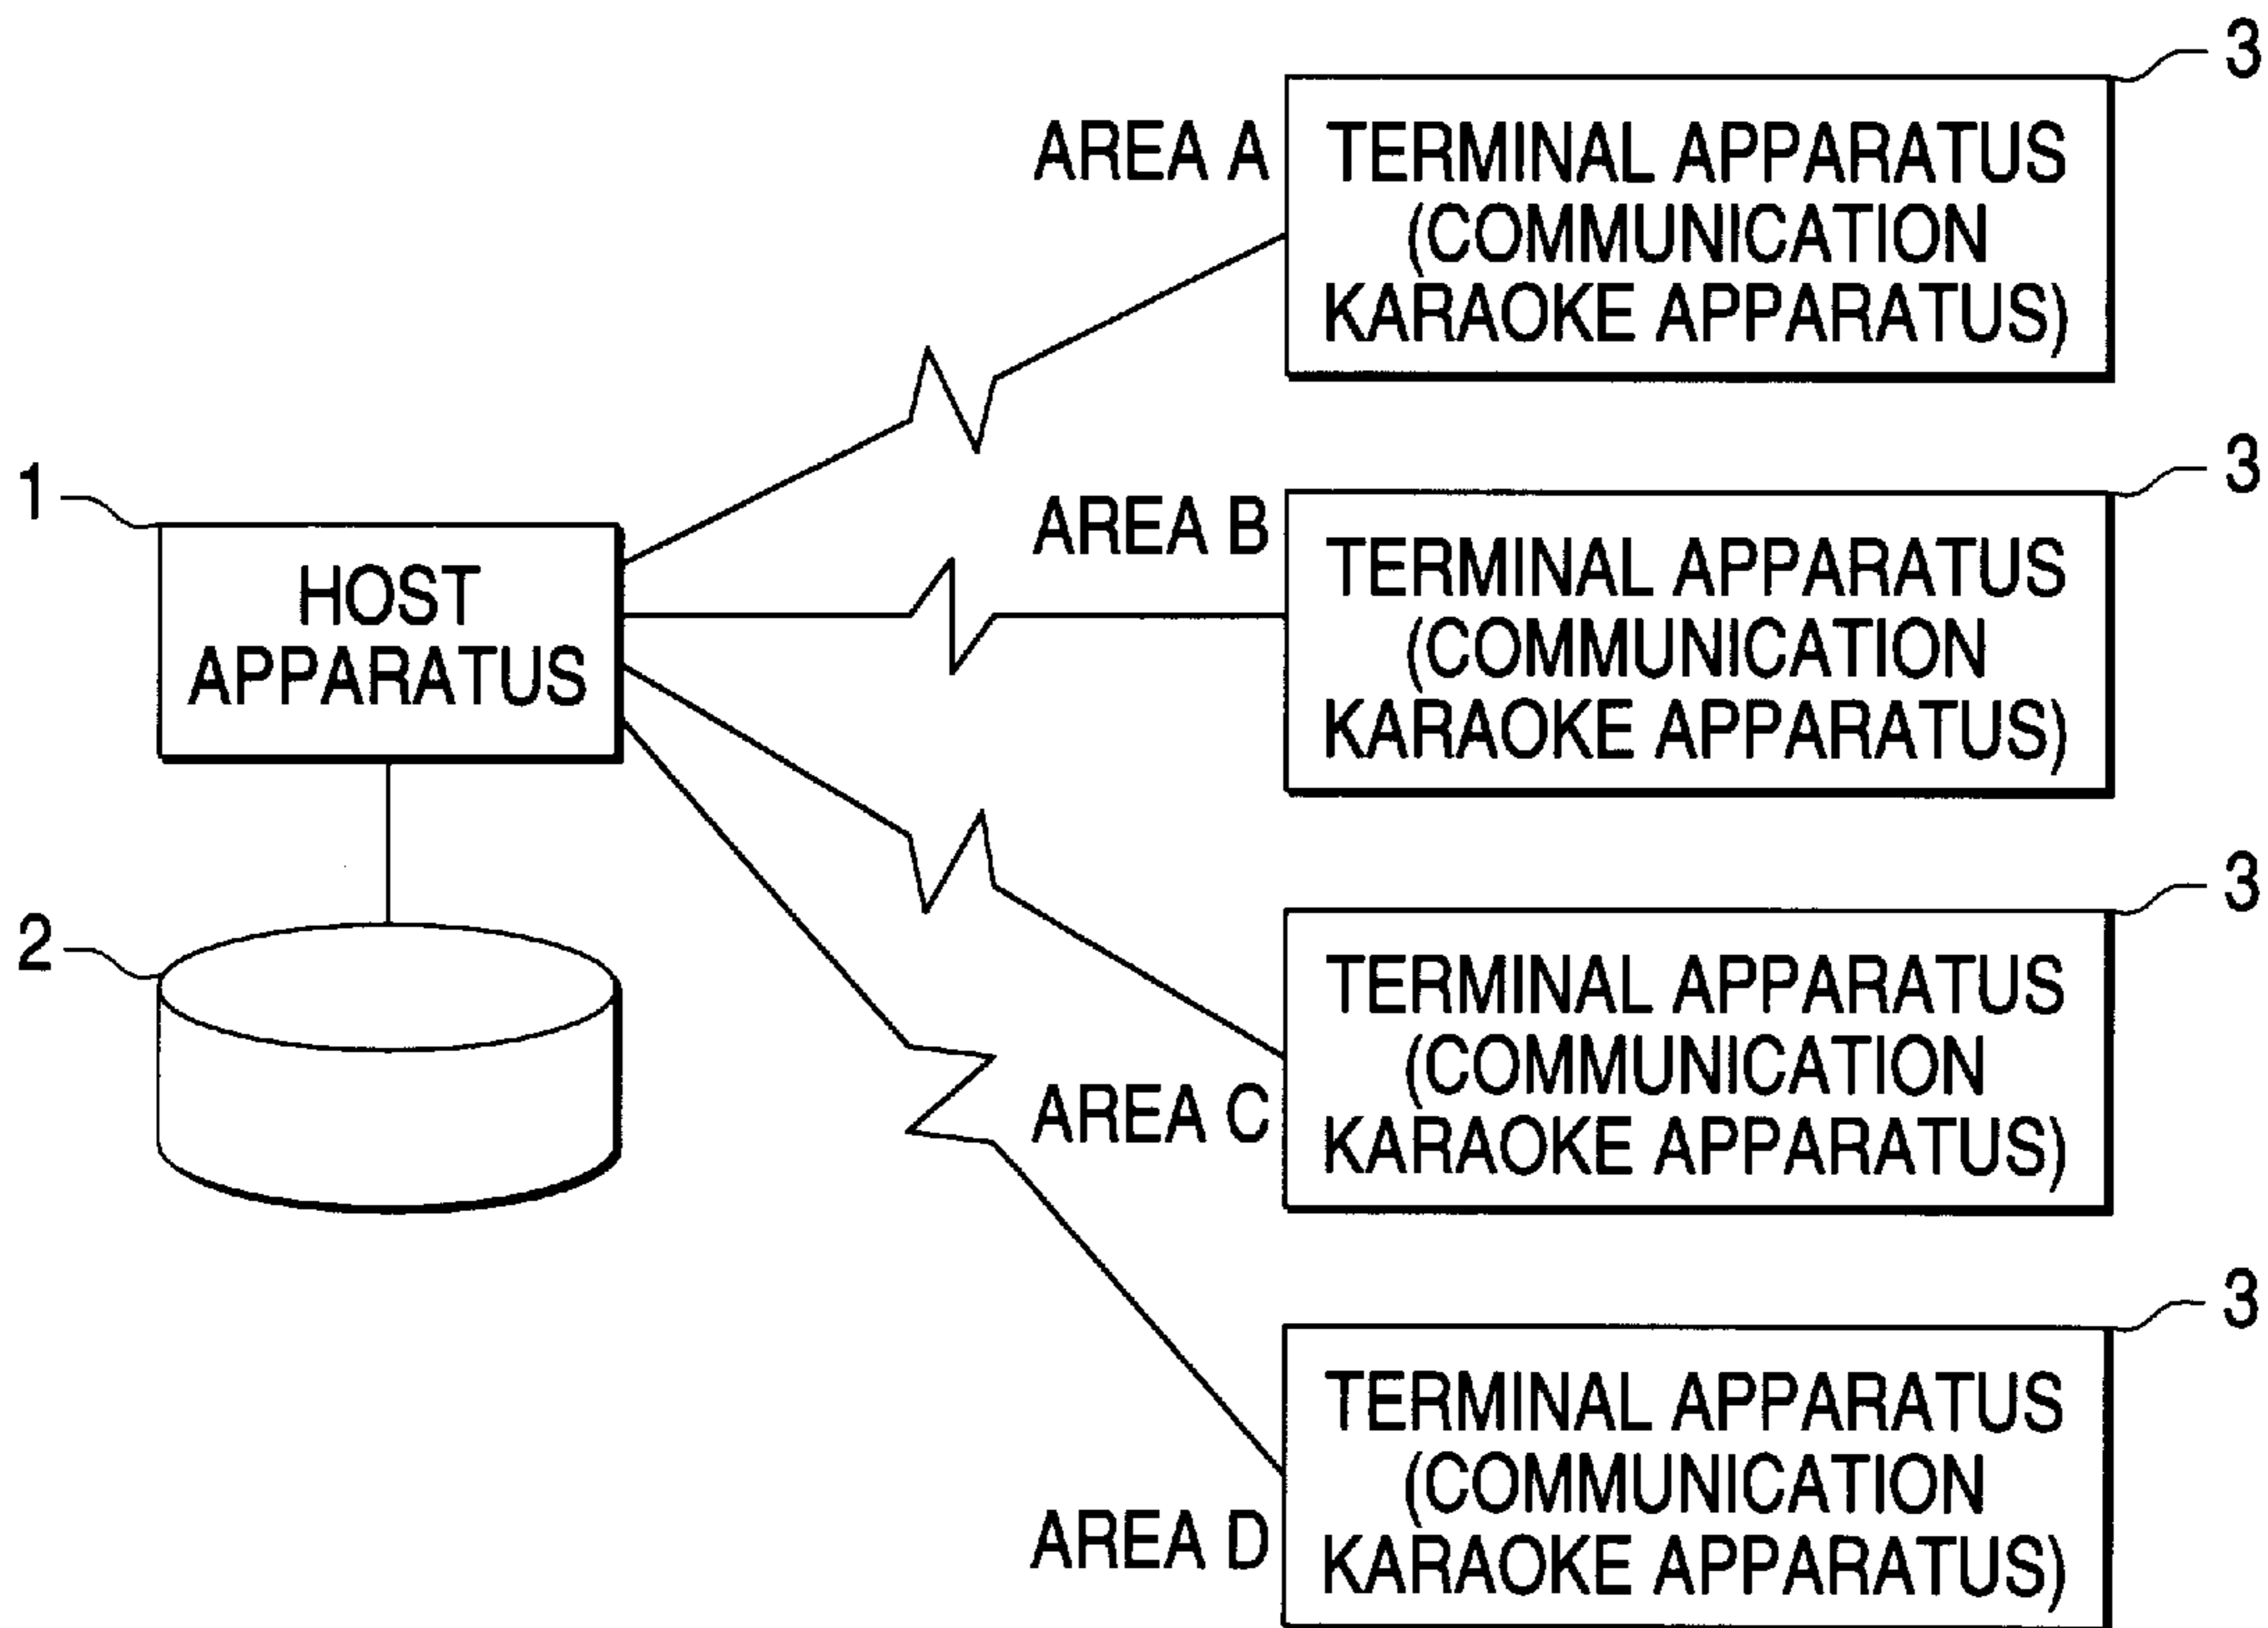 3
AREA A
TERMINAL APPARATUS
(COMMUNICATION
KARAOKE APPARATUS)
3
AREA B
TERMINAL APPARATUS
(COMMUNICATION
KARAOKE APPARATUS)
1
HOST
APPARATUS
2
3
AREA C
TERMINAL APPARATUS
(COMMUNICATION
KARAOKE APPARATUS)
3
AREA D
TERMINAL APPARATUS
(COMMUNICATION
KARAOKE APPARATUS)